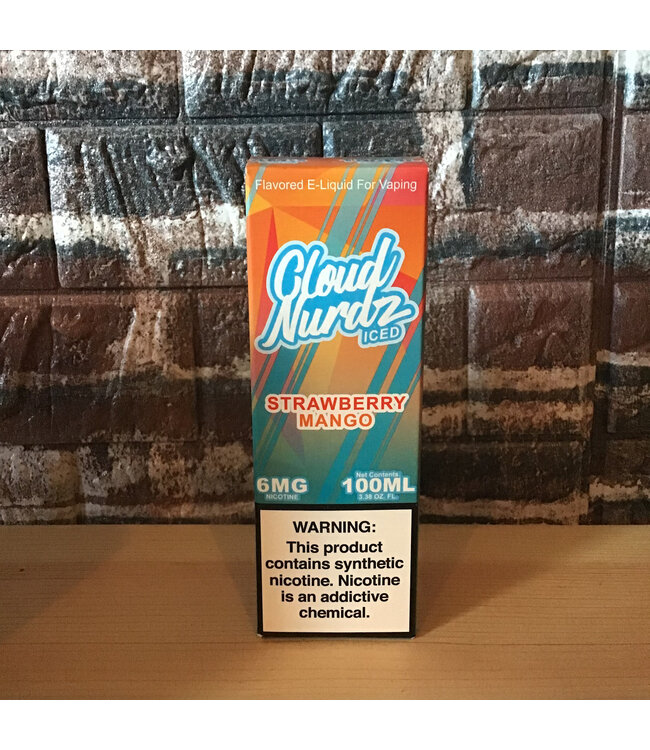 Flavored E-Liquid For Vaping
Cloud
Nurdz
ICED
STRAWBERRY
MANGO
6MG
NICOTINE
Net Contents
100ML
3.38 OZ. FL.
WARNING:
This product
contains synthetic
nicotine. Nicotine
is an addictive
chemical.